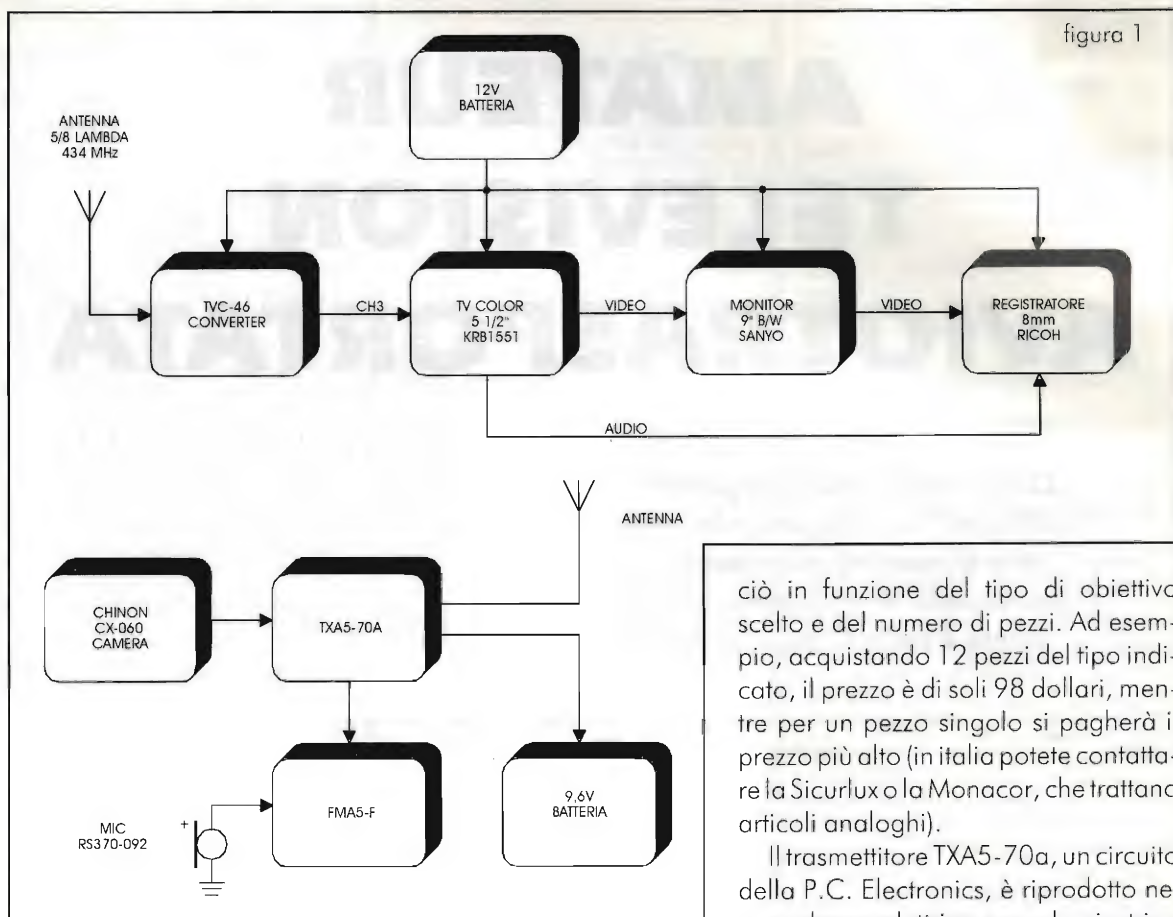 figura 1
12V
BATTERIA
ANTENNA
5/8 LAMBDA
434 MHz
TVC-46
CONVERTER
CH3
TV COLOR
5 1/2"
KRB1551
VIDEO
MONITOR
9" B/W
SANYO
VIDEO
REGISTRATORE
8mm
RICOH
AUDIO
ANTENNA
CHINON
CX-060
CAMERA
TXA5-70A
FMA5-F
9,6V
BATTERIA
MIC
RS370-092
+
ciò in funzione del tipo di obiettivo
scelto e del numero di pezzi. Ad esem-
pio, acquistando 12 pezzi del tipo indi-
cato, il prezzo è di soli 98 dollari, men-
tre per un pezzo singolo si pagherà i
prezzo più alto (in italia potete contatta-
re la Sicurlux o la Monacor, che trattano
articoli analoghi).
Il trasmettitore TXA5-70a, un circuito
della P.C. Electronics, è riprodotto ne